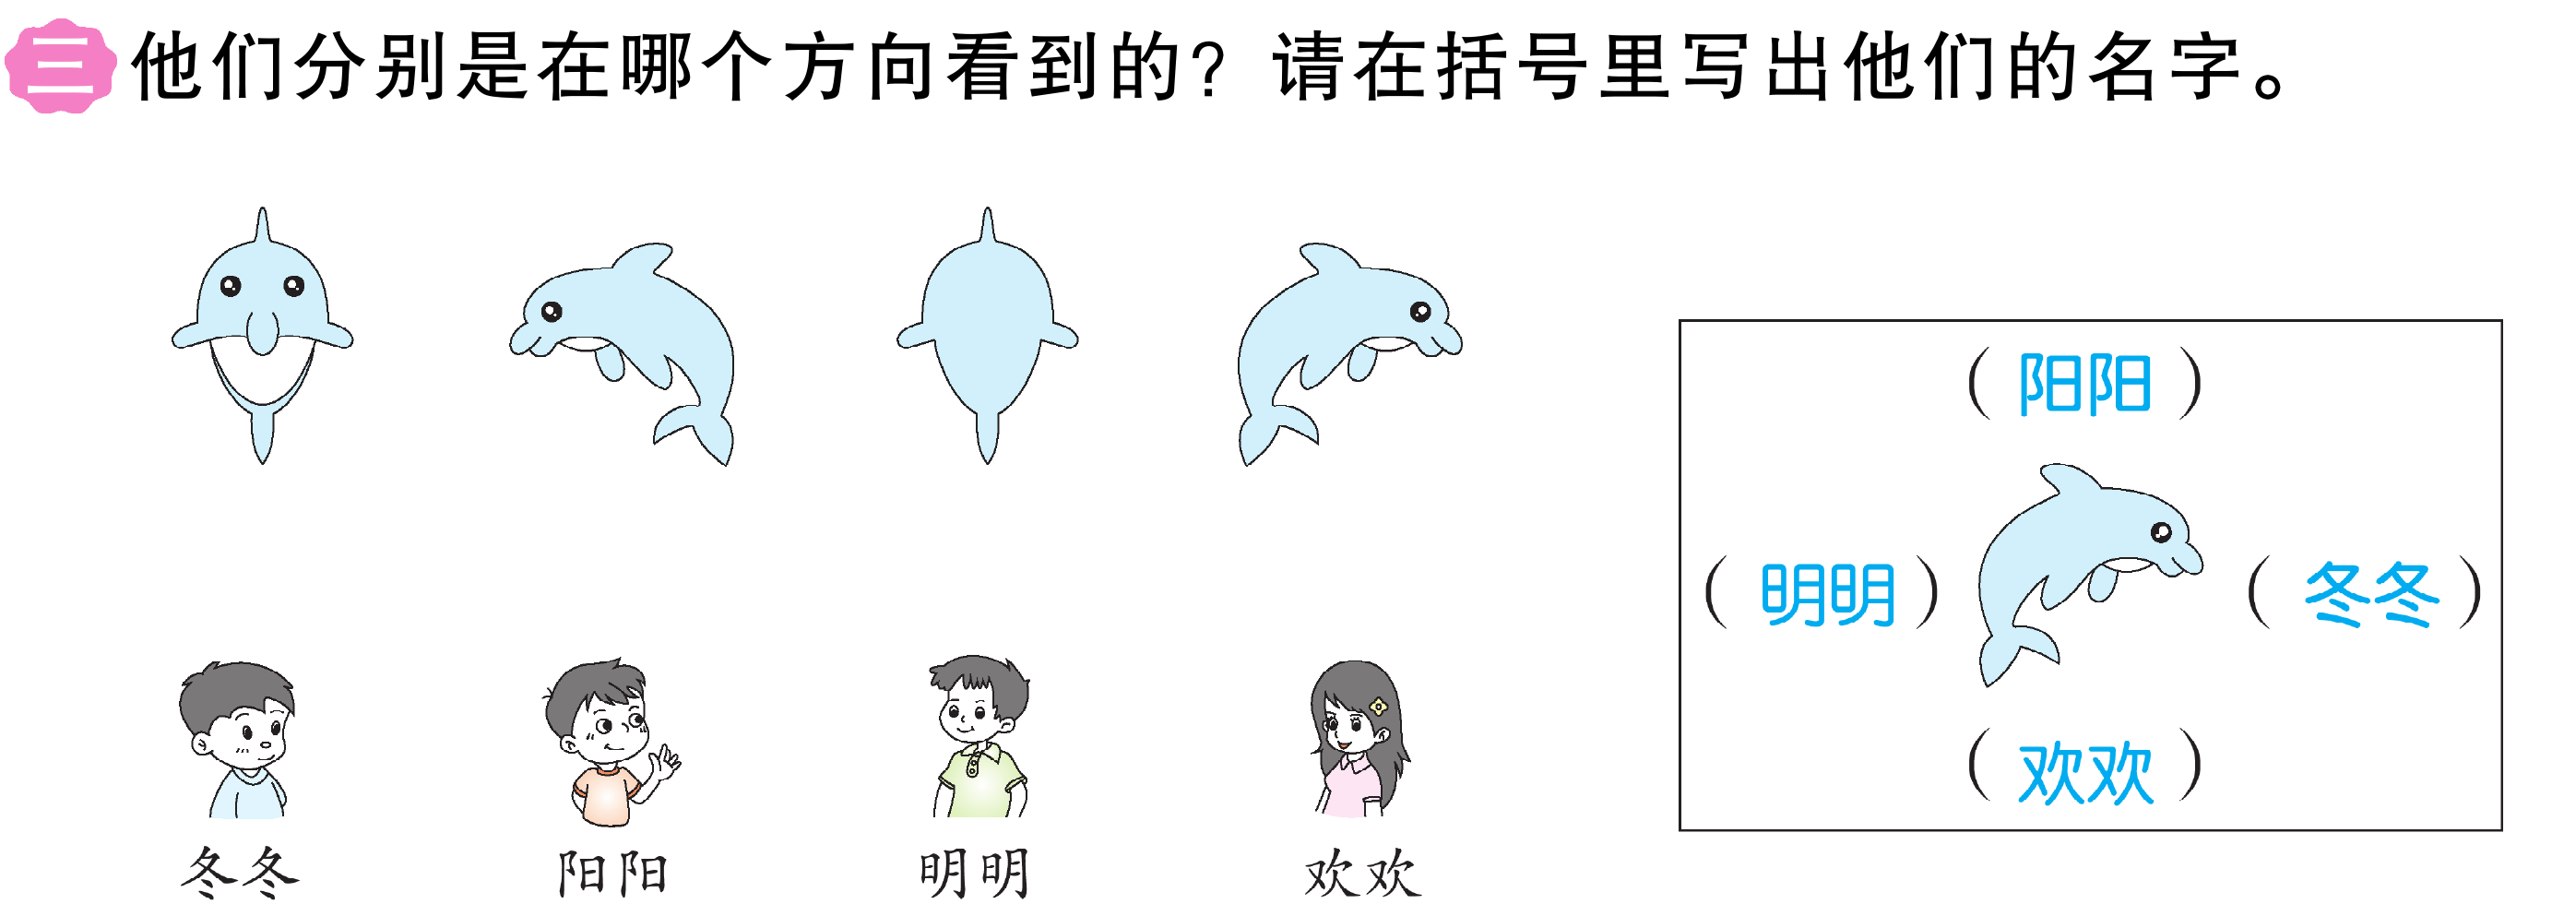 三 他们分别是在哪个方向看到的？请在括号里写出他们的名字。
（ 阳阳 ）
（ 明明 ） （ 冬冬 ）
（ 欢欢 ）
冬冬 阳阳 明明 欢欢